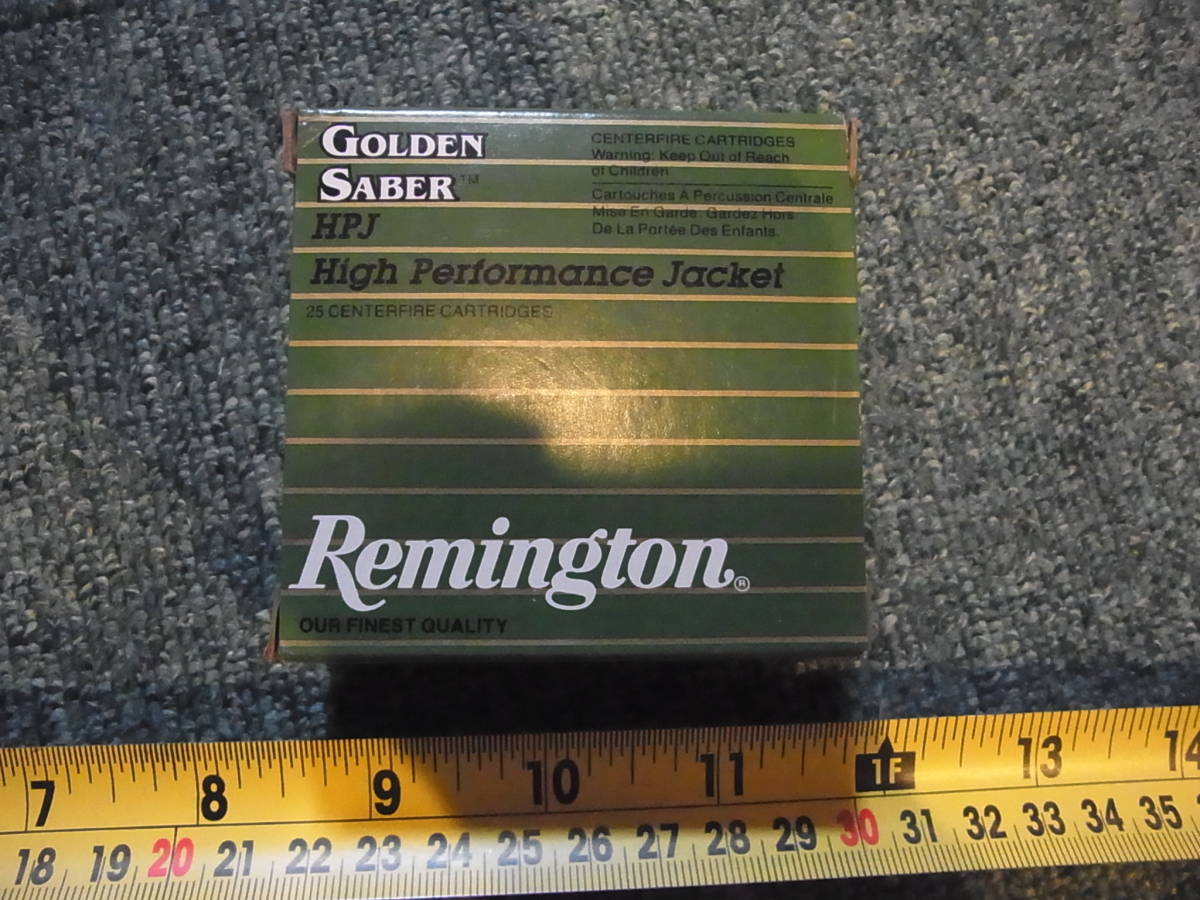 GOLDEN
SABER™
HPJ
High Performance Jacket
25 CENTERFIRE CARTRIDGES
CENTERFIRE CARTRIDGES
Warning: Keep Out of Reach
of Children
Cartouches A Percussion Centrale
Mise En Garde: Gardez Hors
De La Portée Des Enfants.
Remington®
OUR FINEST QUALITY
7 8 9 10 11 1F 13 14
18 19 20 21 22 23 24 25 26 27 28 29 30 31 32 33 34 35